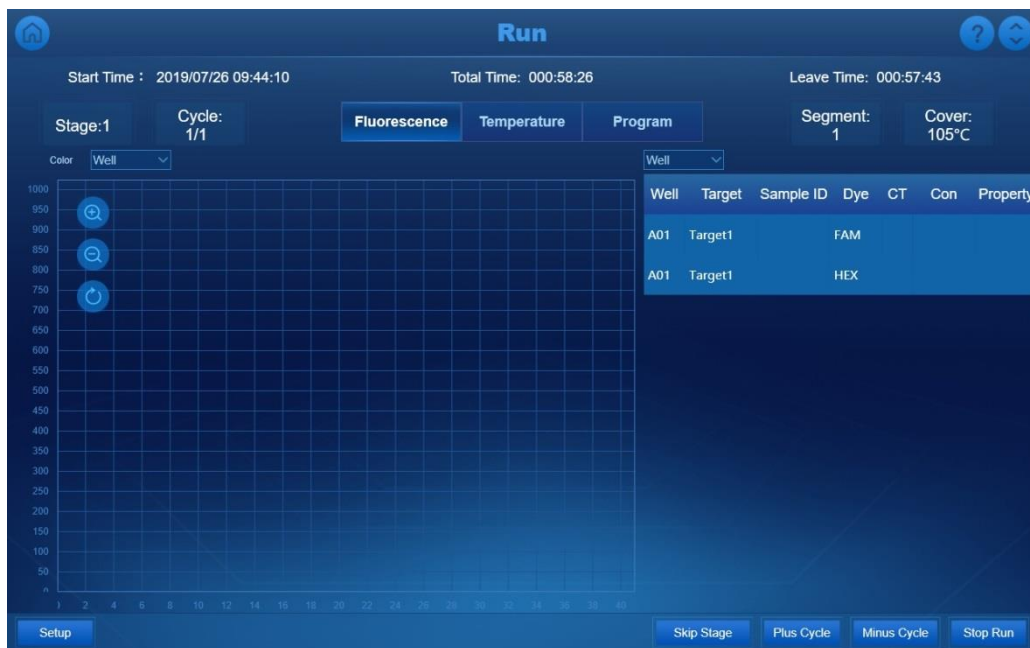 Run
?
Start Time： 2019/07/26 09:44:10
Total Time: 000:58:26
Leave Time: 000:57:43
Stage:1
Cycle:
1/1
Fluorescence
Temperature
Program
Segment:
1
Cover:
105°C
Color
Well
Well
1000
950
900
850
800
750
700
650
600
550
500
450
400
350
300
250
200
150
100
50
0
2 4 6 8 10 12 14 16 18 20 22 24 26 28 30 32 34 36 38 40
Well Target Sample ID Dye CT Con Property
A01 Target1 FAM
A01 Target1 HEX
Setup
Skip Stage
Plus Cycle
Minus Cycle
Stop Run